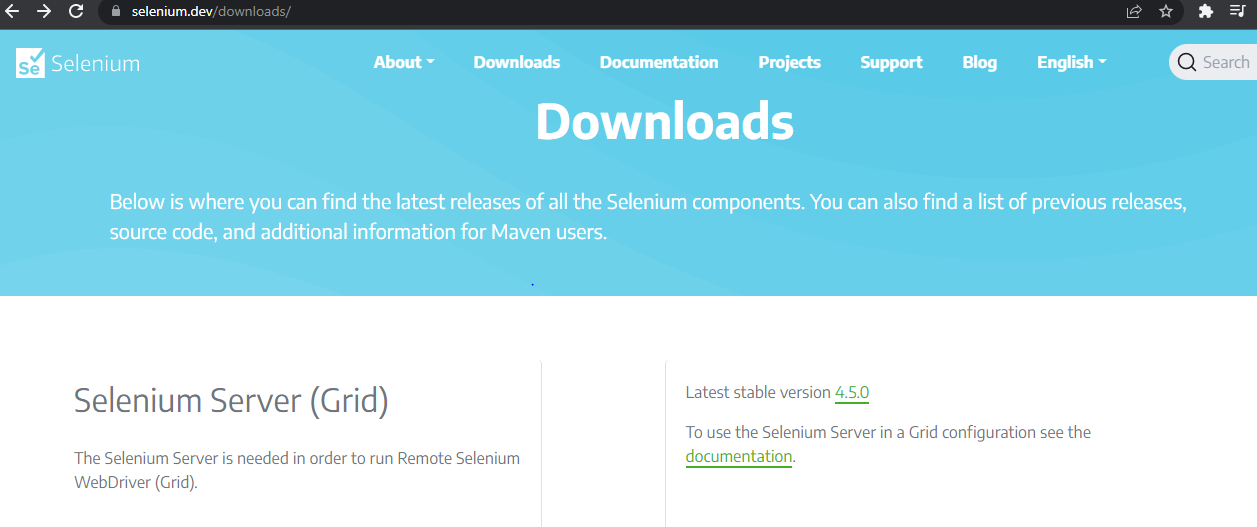 selenium.dev/downloads/
Se Selenium About Downloads Documentation Projects Support Blog English Search
Downloads
Below is where you can find the latest releases of all the Selenium components. You can also find a list of previous releases,
source code, and additional information for Maven users.
Selenium Server (Grid)
The Selenium Server is needed in order to run Remote Selenium
WebDriver (Grid).
Latest stable version 4.5.0
To use the Selenium Server in a Grid configuration see the
documentation.